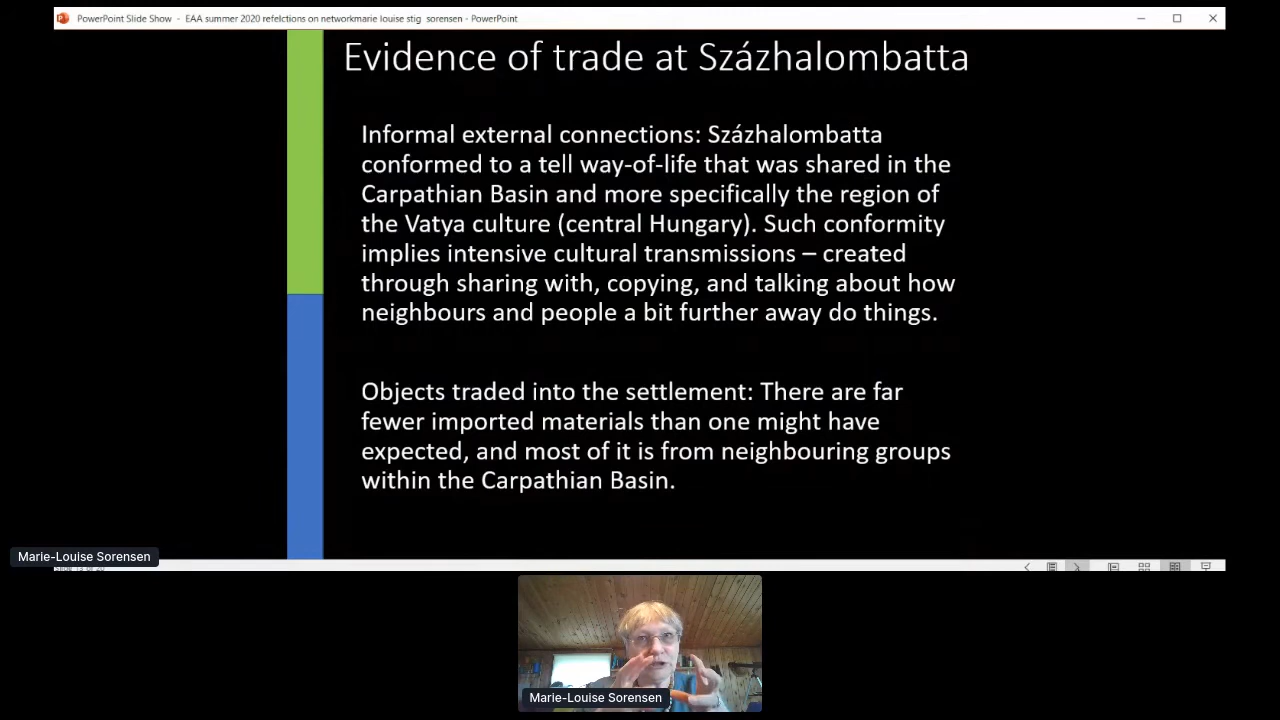 PowerPoint Slide Show - EAA summer 2020 refelctions on networkmarie louise stig sorensen - PowerPoint
Evidence of trade at Százhalombatta
Informal external connections: Százhalombatta
conformed to a tell way-of-life that was shared in the
Carpathian Basin and more specifically the region of
the Vatya culture (central Hungary). Such conformity
implies intensive cultural transmissions – created
through sharing with, copying, and talking about how
neighbours and people a bit further away do things.
Objects traded into the settlement: There are far
fewer imported materials than one might have
expected, and most of it is from neighbouring groups
within the Carpathian Basin.
Marie-Louise Sorensen
Marie-Louise Sorensen